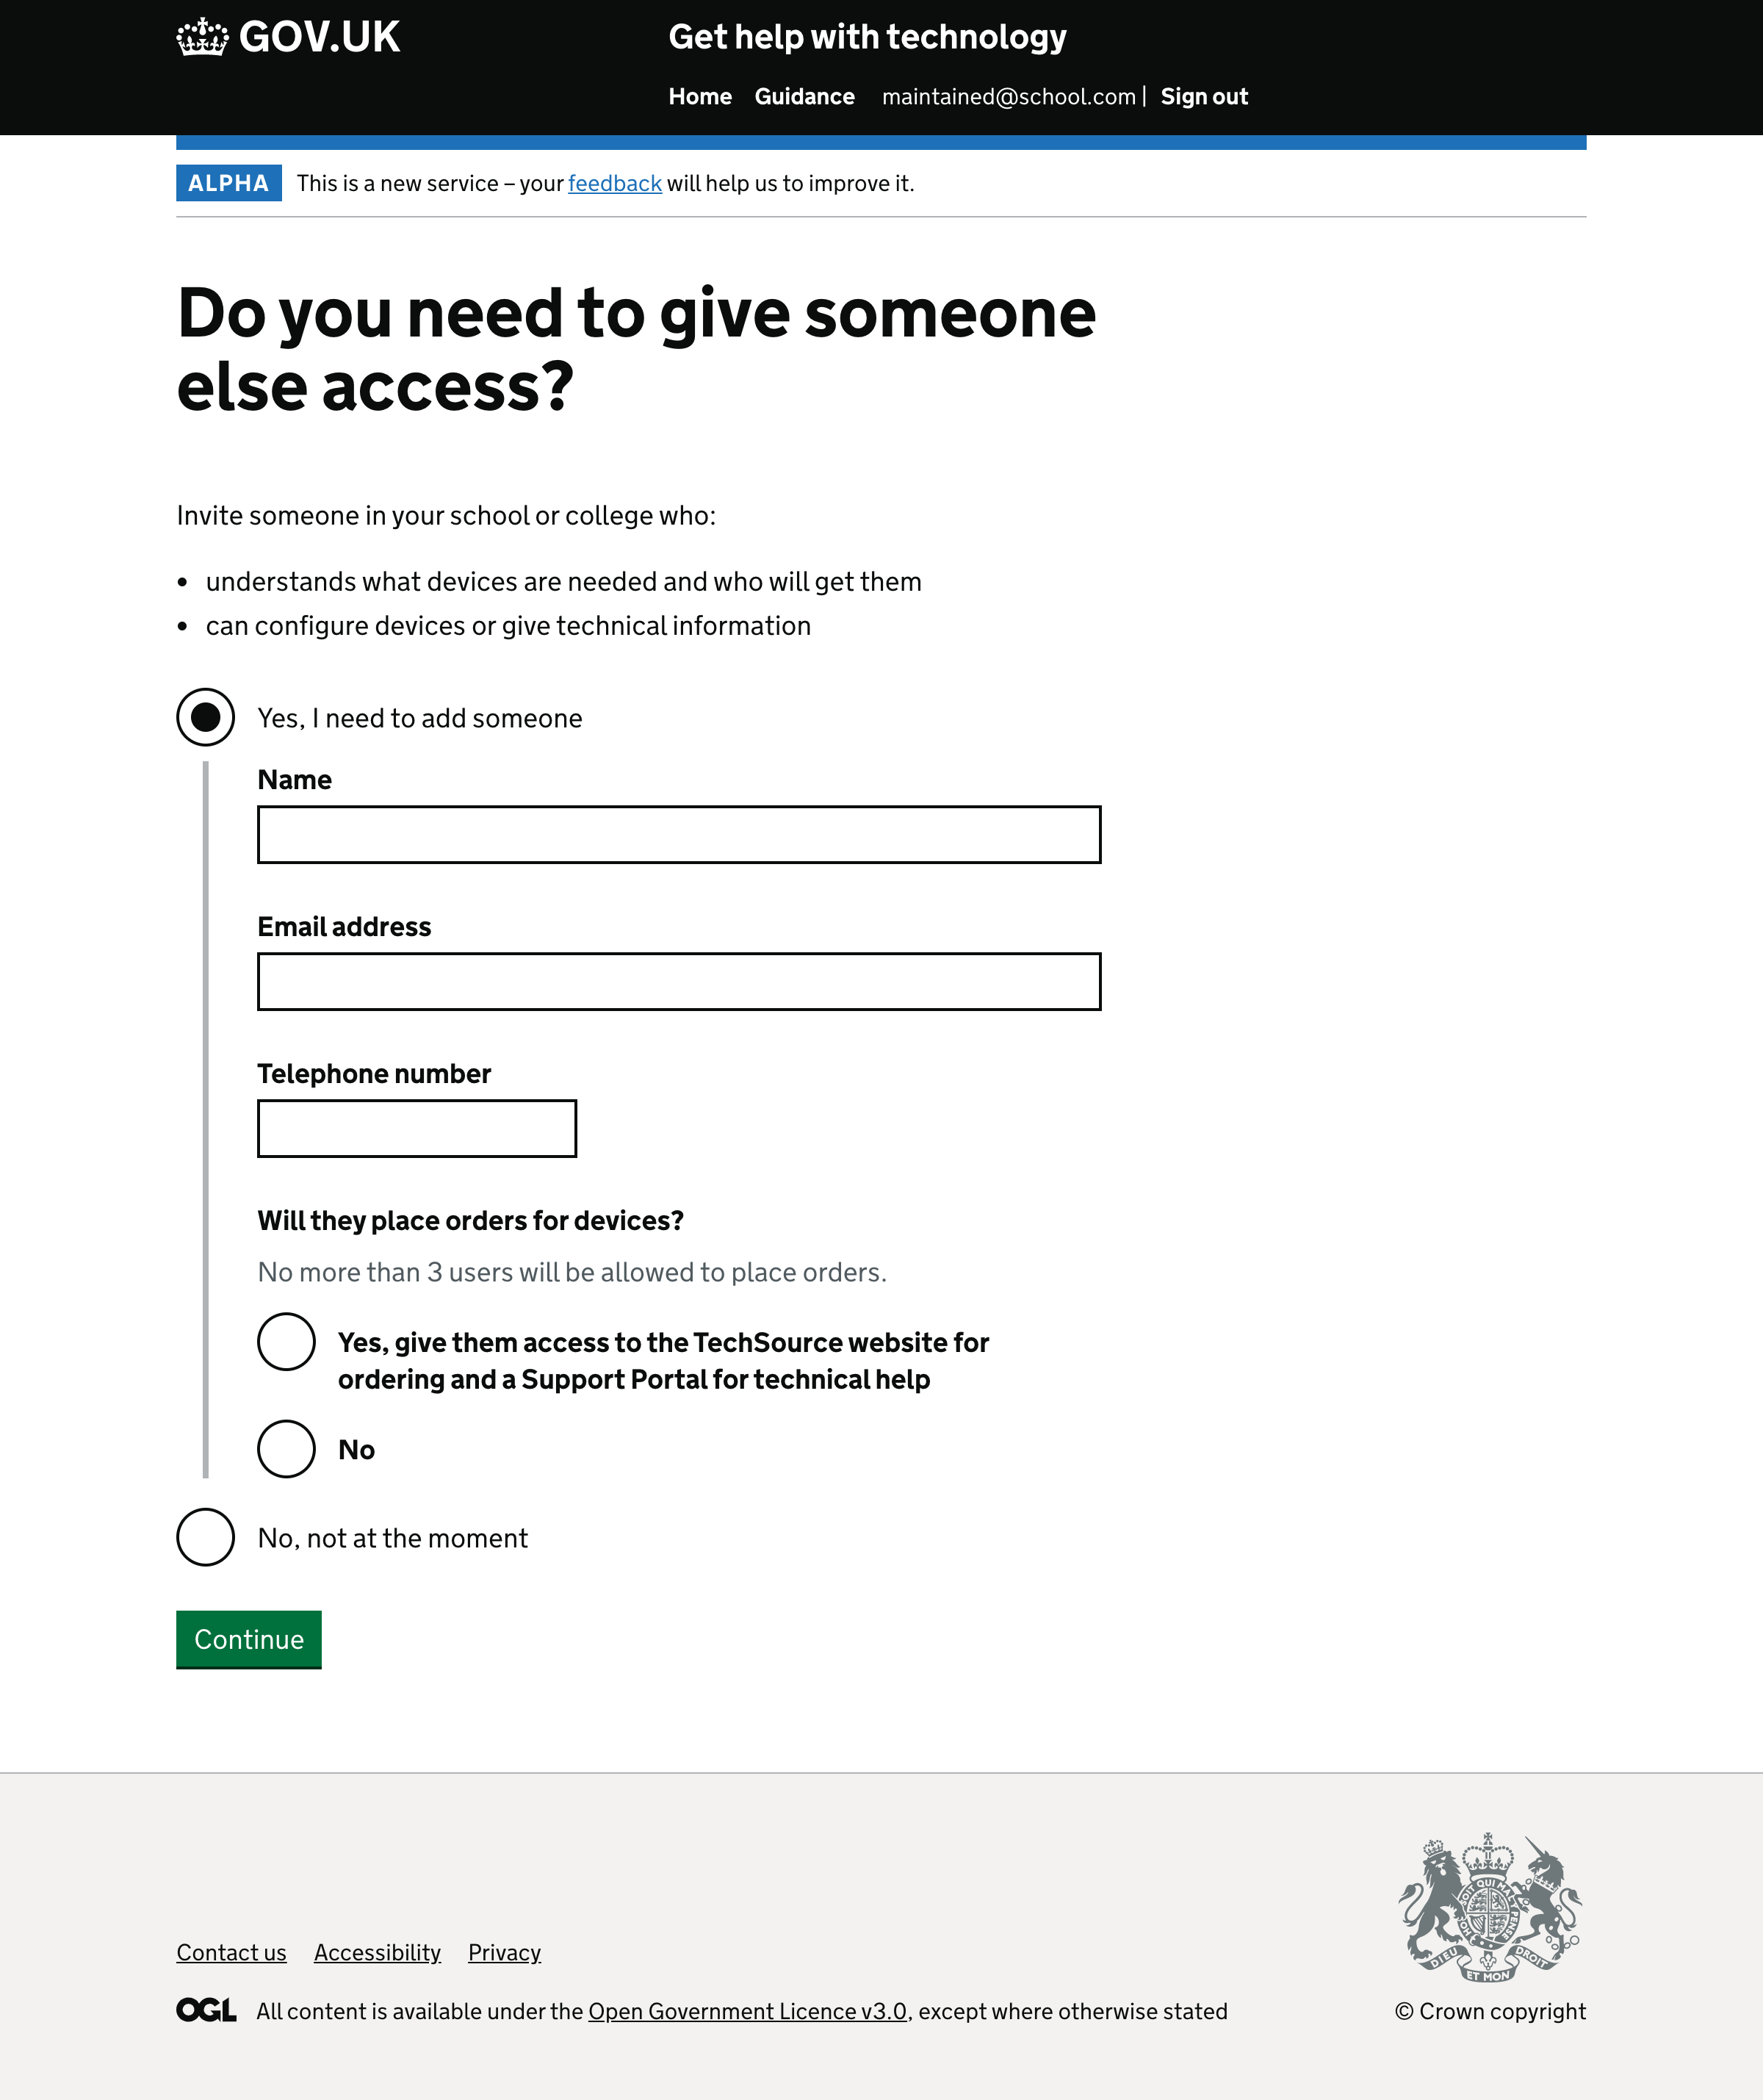 GOV.UK
Get help with technology
Home Guidance maintained@school.com | Sign out
ALPHA This is a new service – your feedback will help us to improve it.
Do you need to give someone
else access?
Invite someone in your school or college who:
• understands what devices are needed and who will get them
• can configure devices or give technical information
Yes, I need to add someone
Name
Email address
Telephone number
Will they place orders for devices?
No more than 3 users will be allowed to place orders.
Yes, give them access to the TechSource website for
ordering and a Support Portal for technical help
No
No, not at the moment
Continue
Contact us Accessibility Privacy
DIEU ET MON DROIT
OGL All content is available under the Open Government Licence v3.0, except where otherwise stated
© Crown copyright